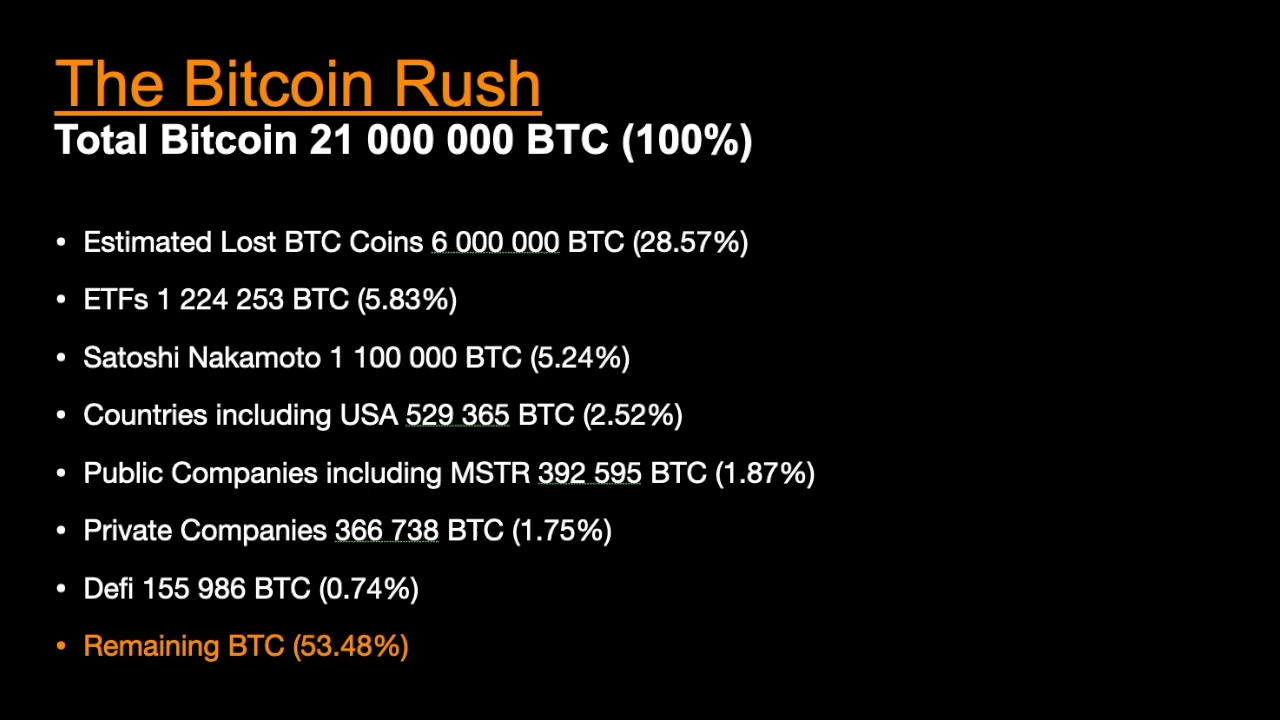 The Bitcoin Rush
Total Bitcoin 21 000 000 BTC (100%)
• Estimated Lost BTC Coins 6 000 000 BTC (28.57%)
• ETFs 1 224 253 BTC (5.83%)
• Satoshi Nakamoto 1 100 000 BTC (5.24%)
• Countries including USA 529 365 BTC (2.52%)
• Public Companies including MSTR 392 595 BTC (1.87%)
• Private Companies 366 738 BTC (1.75%)
• Defi 155 986 BTC (0.74%)
• Remaining BTC (53.48%)